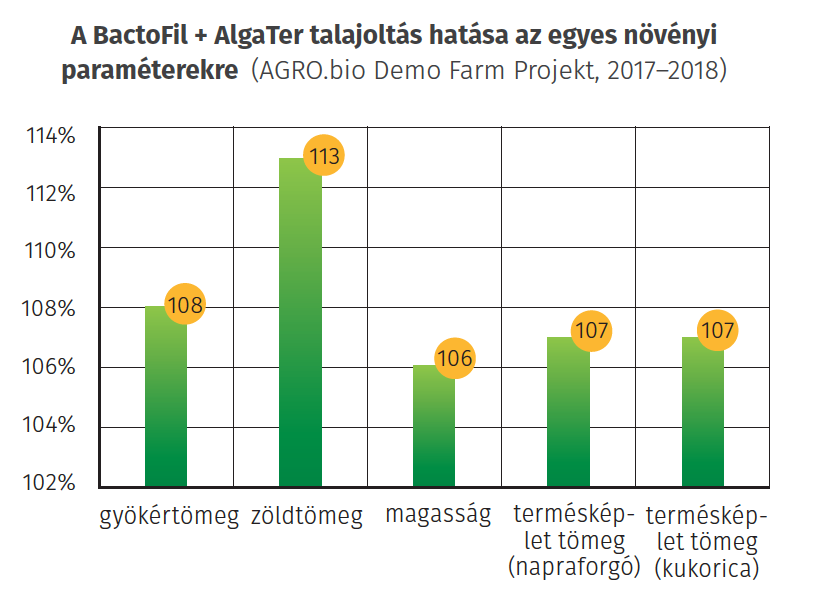 A BactoFil + AlgaTer talajoltás hatása az egyes növényi
paraméterekre (AGRO.bio Demo Farm Projekt, 2017–2018)
114%
112%
110%
108%
106%
104%
102%
108
113
106
107
107
gyökértömeg
zöldtömeg
magasság
terméskép-
let tömeg
(napraforgó)
terméskép-
let tömeg
(kukorica)